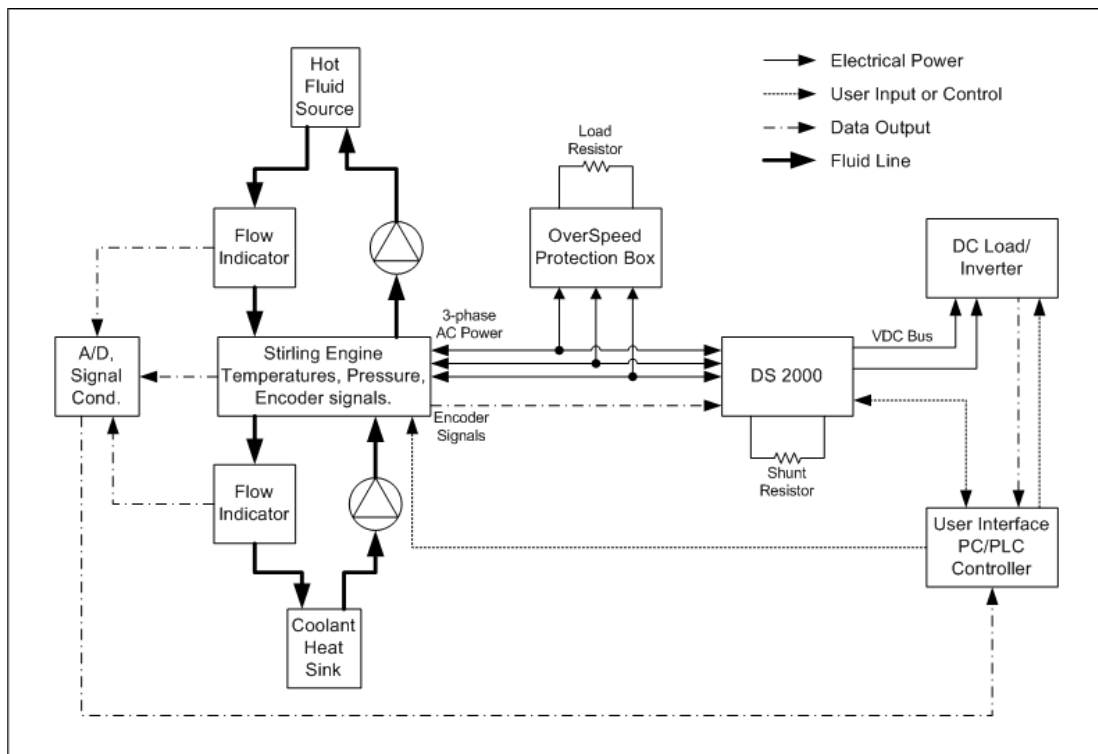 Hot
Fluid
Source
Electrical Power
User Input or Control
Data Output
Fluid Line
Load
Resistor
Flow
Indicator
OverSpeed
Protection Box
DC Load/
Inverter
3-phase
AC Power
VDC Bus
A/D,
Signal
Cond.
Stirling Engine
Temperatures, Pressure,
Encoder signals.
DS 2000
Encoder
Signals
Shunt
Resistor
Flow
Indicator
User Interface
PC/PLC
Controller
Coolant
Heat
Sink